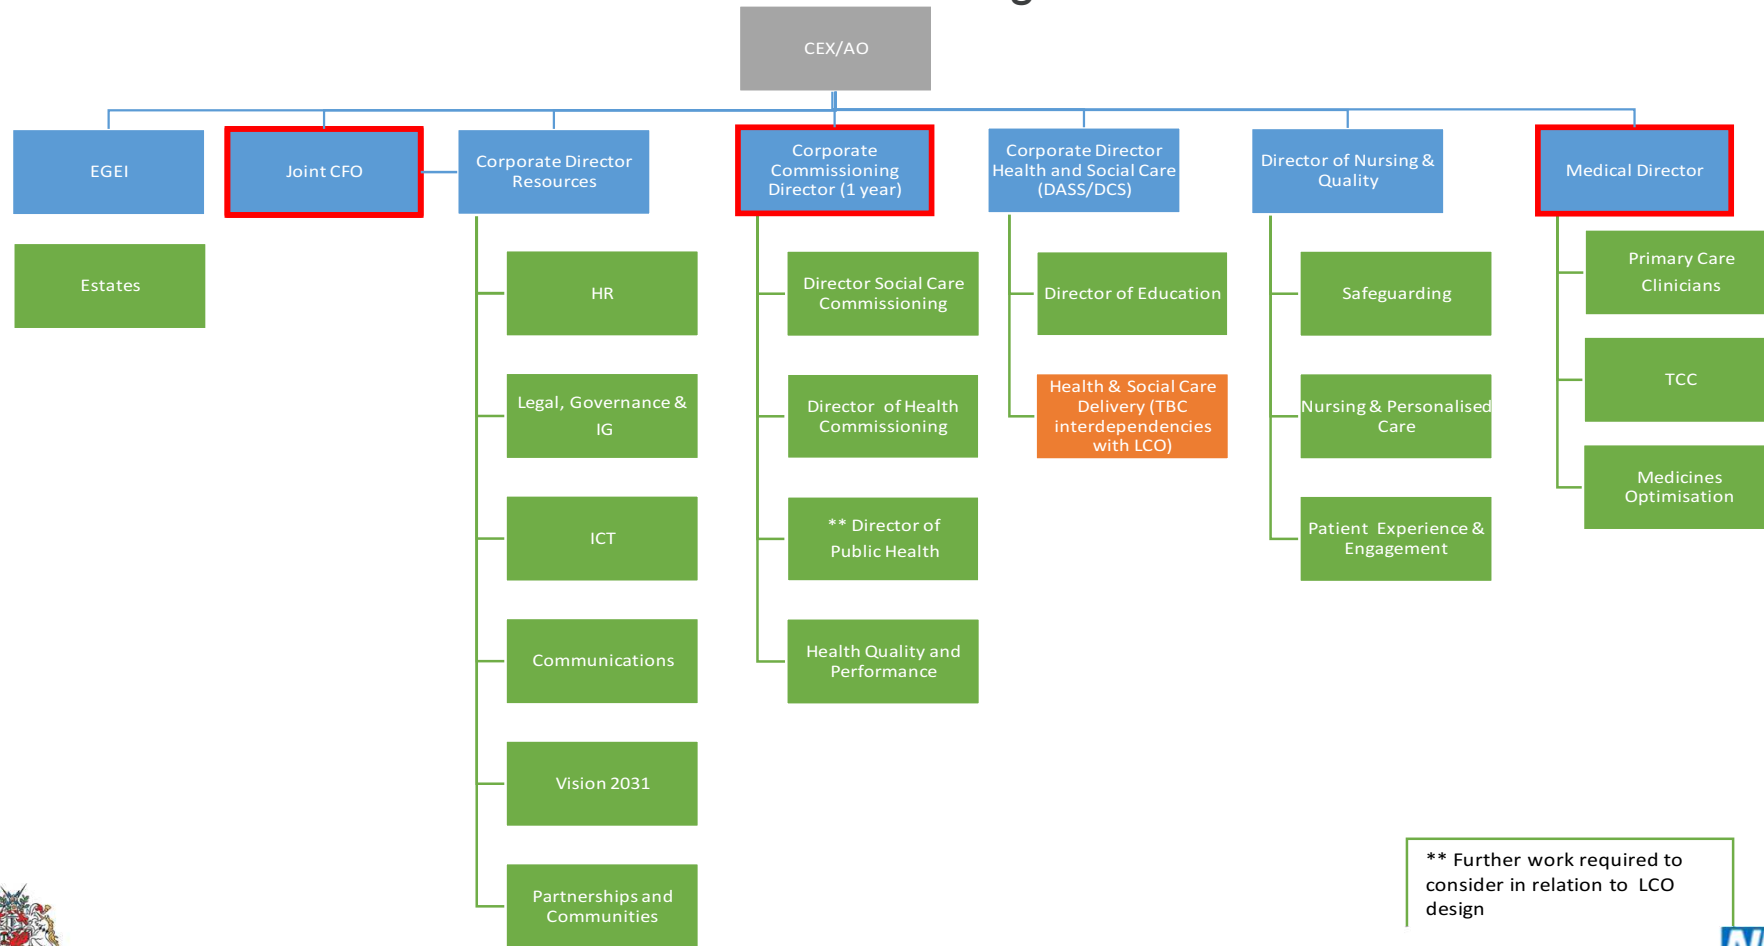 CEX/AO
EGEI
Joint CFO
Corporate Director
Resources
Corporate
Commissioning
Director (1 year)
Corporate Director
Health and Social Care
(DASS/DCS)
Director of Nursing &
Quality
Medical Director
Estates
HR
Legal, Governance &
IG
ICT
Communications
Vision 2031
Partnerships and
Communities
Director Social Care
Commissioning
Director of Health
Commissioning
** Director of
Public Health
Health Quality and
Performance
Director of Education
Health & Social Care
Delivery (TBC
interdependencies
with LCO)
Safeguarding
Nursing & Personalised
Care
Patient Experience &
Engagement
Primary Care
Clinicians
TCC
Medicines
Optimisation
** Further work required to
consider in relation to LCO
design